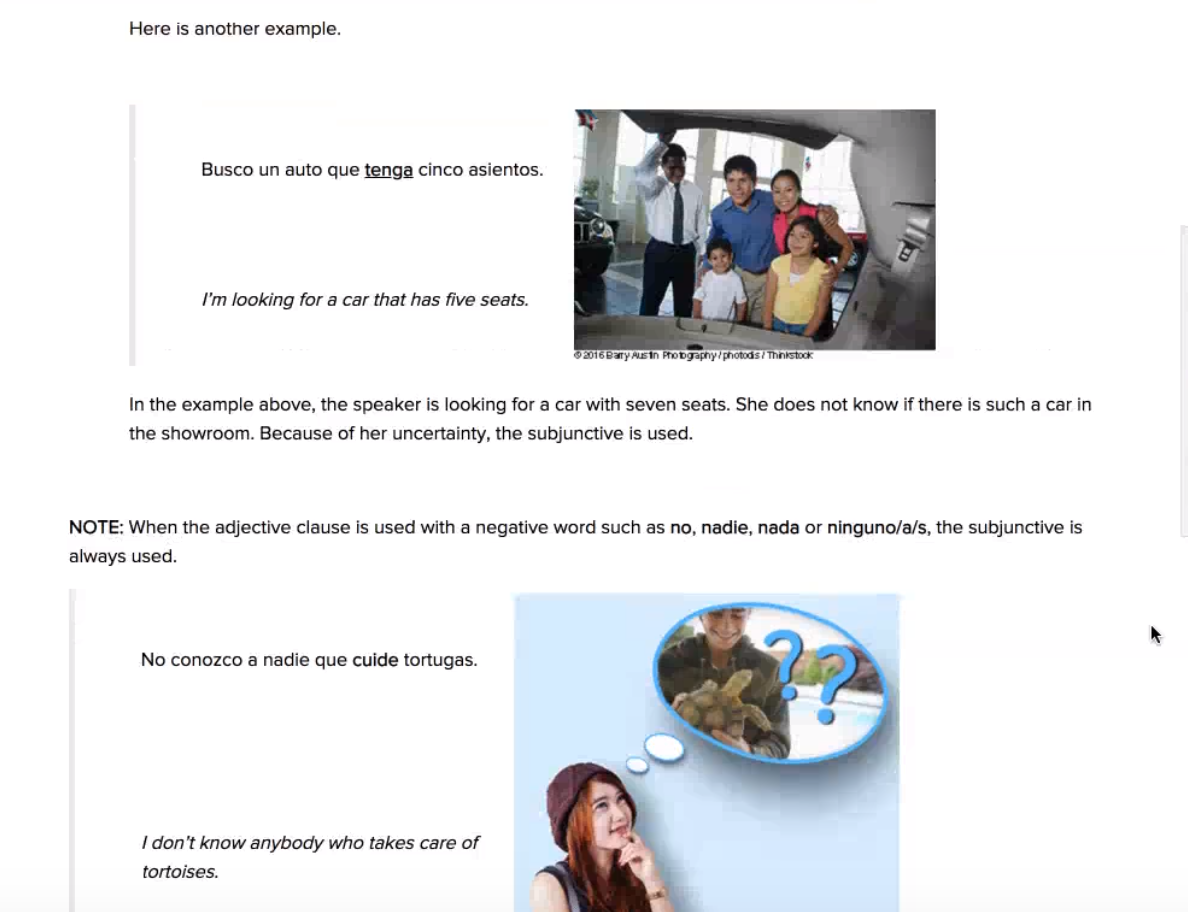 Here is another example.
Busco un auto que tenga cinco asientos.
I'm looking for a car that has five seats.
© 2016 Barry Austin Photography / photodis / Thinkstock
In the example above, the speaker is looking for a car with seven seats. She does not know if there is such a car in
the showroom. Because of her uncertainty, the subjunctive is used.
NOTE: When the adjective clause is used with a negative word such as no, nadie, nada or ninguno/a/s, the subjunctive is
always used.
No conozco a nadie que cuide tortugas.
??
I don't know anybody who takes care of
tortoises.